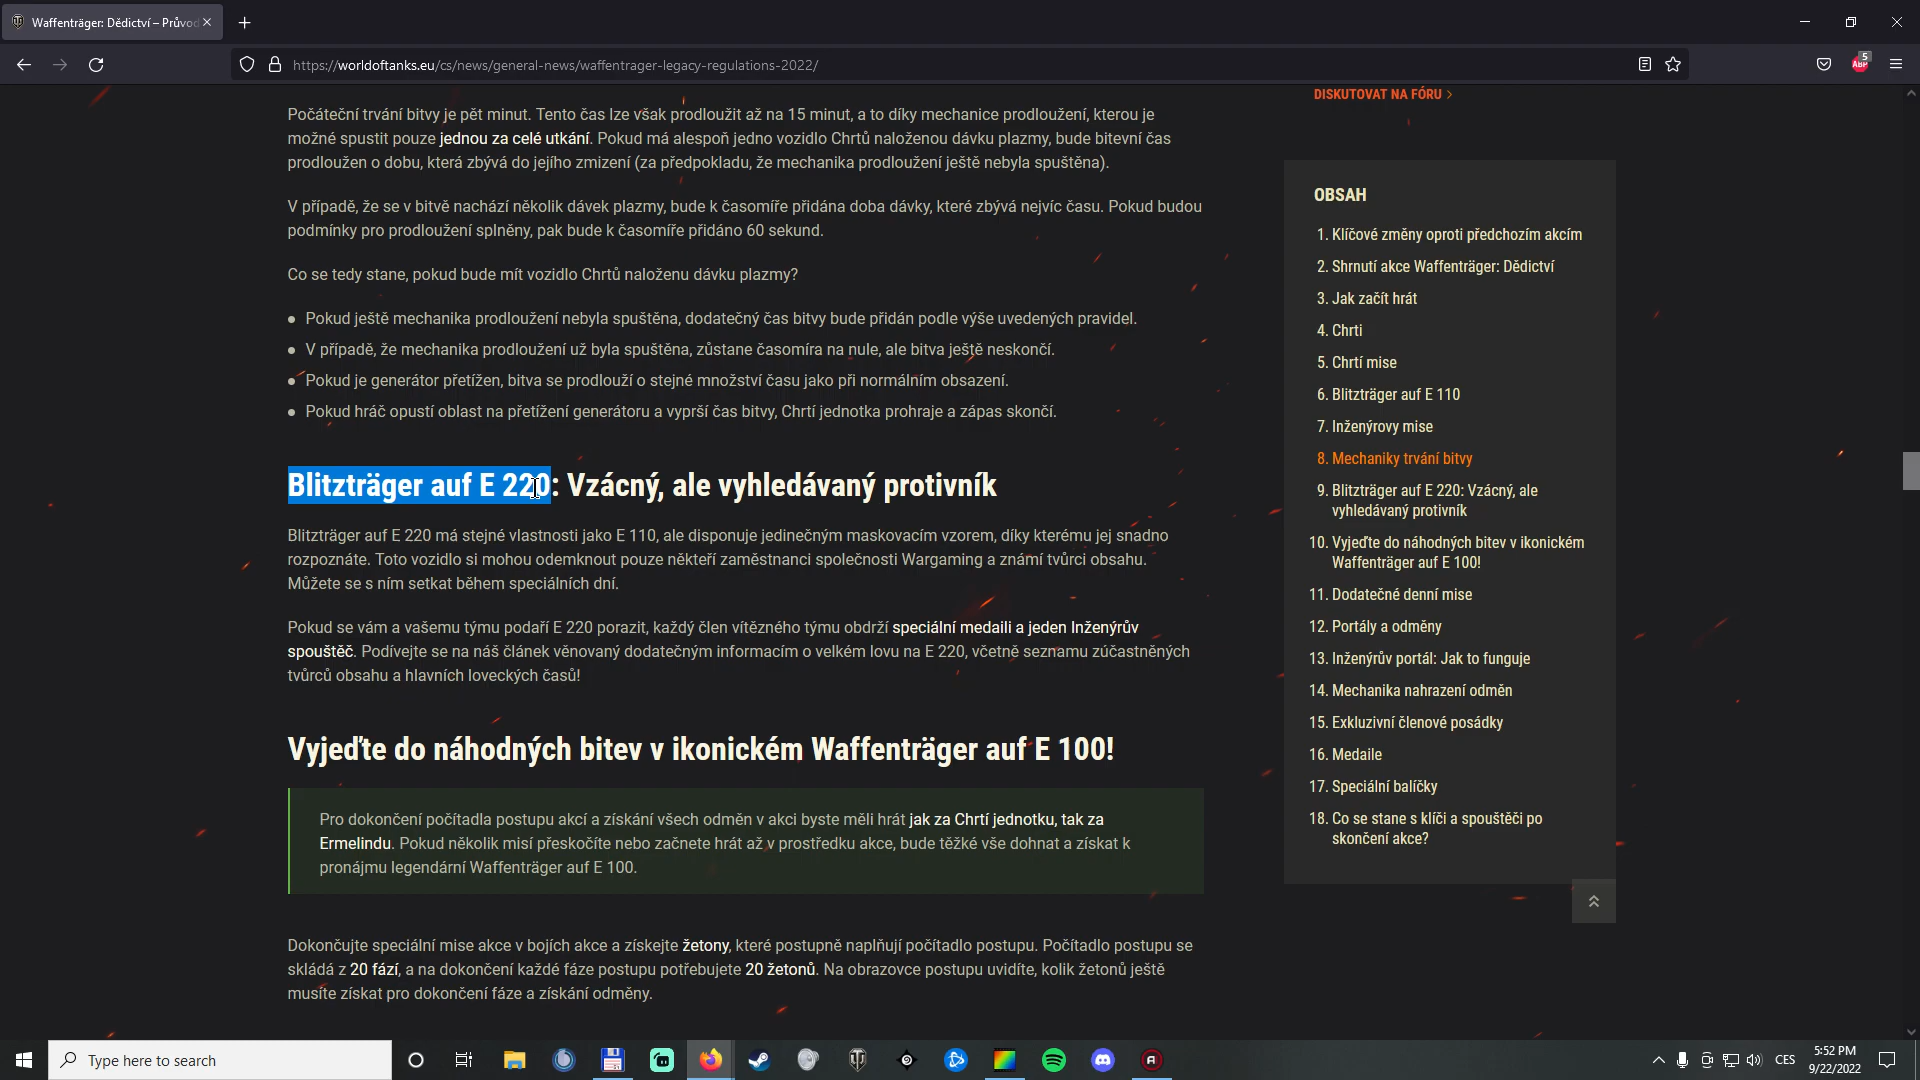 Waffenträger: Dědictví – Průvod
https://worldoftanks.eu/cs/news/general-news/waffentrager-legacy-regulations-2022/
5
ABP
DISKUTOVAT NA FÓRU
Počáteční trvání bitvy je pět minut. Tento čas lze však prodloužit až na 15 minut, a to díky mechanice prodloužení, kterou je
možné spustit pouze jednou za celé utkání. Pokud má alespoň jedno vozidlo Chrtů naloženou dávku plazmy, bude bitevní čas
prodloužen o dobu, která zbývá do jejího zmizení (za předpokladu, že mechanika prodloužení ještě nebyla spuštěna).
V případě, že se v bitvě nachází několik dávek plazmy, bude k časomíře přidána doba dávky, které zbývá nejvíc času. Pokud budou
podmínky pro prodloužení splněny, pak bude k časomíře přidáno 60 sekund.
Co se tedy stane, pokud bude mít vozidlo Chrtů naloženu dávku plazmy?
Pokud ještě mechanika prodloužení nebyla spuštěna, dodatečný čas bitvy bude přidán podle výše uvedených pravidel.
V případě, že mechanika prodloužení už byla spuštěna, zůstane časomíra na nule, ale bitva ještě neskončí.
Pokud je generátor přetížen, bitva se prodlouží o stejné množství času jako při normálním obsazení.
Pokud hráč opustí oblast na přetížení generátoru a vyprší čas bitvy, Chrtí jednotka prohraje a zápas skončí.
Blitzträger auf E 220: Vzácný, ale vyhledávaný protivník
Blitzträger auf E 220 má stejné vlastnosti jako E 110, ale disponuje jedinečným maskovacím vzorem, díky kterému jej snadno
rozpoznáte. Toto vozidlo si mohou odemknout pouze někteří zaměstnanci společnosti Wargaming a známí tvůrci obsahu.
Můžete se s ním setkat během speciálních dní.
Pokud se vám a vašemu týmu podaří E 220 porazit, každý člen vítězného týmu obdrží speciální medaili a jeden Inženýrův
spouštěč. Podívejte se na náš článek věnovaný dodatečným informacím o velkém lovu na E 220, včetně seznamu zúčastněných
tvůrců obsahu a hlavních loveckých časů!
Vyjeďte do náhodných bitev v ikonickém Waffenträger auf E 100!
Pro dokončení počítadla postupu akcí a získání všech odměn v akci byste měli hrát jak za Chrtí jednotku, tak za
Ermelindu. Pokud několik misí přeskočíte nebo začnete hrát až v prostředku akce, bude těžké vše dohnat a získat k
pronájmu legendární Waffenträger auf E 100.
Dokončujte speciální mise akce v bojích akce a získejte žetony, které postupně naplňují počítadlo postupu. Počítadlo postupu se
skládá z 20 fází, a na dokončení každé fáze postupu potřebujete 20 žetonů. Na obrazovce postupu uvidíte, kolik žetonů ještě
musíte získat pro dokončení fáze a získání odměny.
OBSAH
1. Klíčové změny oproti předchozím akcím
2. Shrnutí akce Waffenträger: Dědictví
3. Jak začít hrát
4. Chrti
5. Chrtí mise
6. Blitzträger auf E 110
7. Inženýrovy mise
8. Mechaniky trvání bitvy
9. Blitzträger auf E 220: Vzácný, ale
vyhledávaný protivník
10. Vyjeďte do náhodných bitev v ikonickém
Waffenträger auf E 100!
11. Dodatečné denní mise
12. Portály a odměny
13. Inženýrův portál: Jak to funguje
14. Mechanika nahrazení odměn
15. Exkluzivní členové posádky
16. Medaile
17. Speciální balíčky
18. Co se stane s klíči a spouštěči po
skončení akce?
Type here to search
CES
5:52 PM
9/22/2022